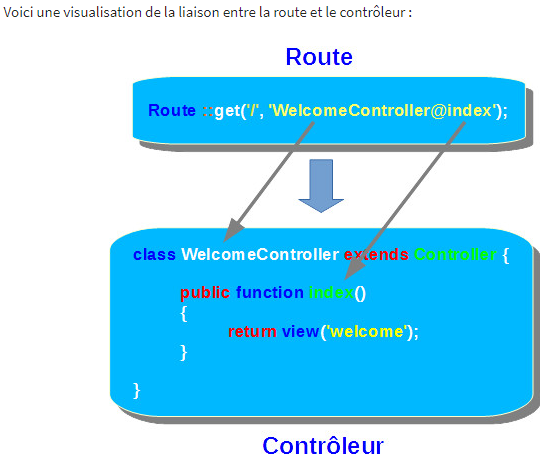 Voici une visualisation de la liaison entre la route et le contrôleur :
Route
Route ::get('/', 'WelcomeController@index');
class WelcomeController extends Controller {
public function index()
{
return view('welcome');
}
}
Contrôleur